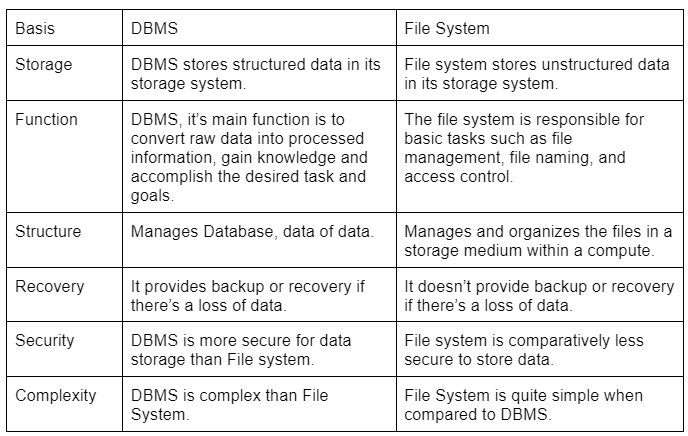 Basis
DBMS
File System
Storage
DBMS stores structured data in its
storage system.
File system stores unstructured data
in its storage system.
Function
DBMS, it's main function is to
convert raw data into processed
information, gain knowledge and
accomplish the desired task and
goals.
The file system is responsible for
basic tasks such as file
management, file naming, and
access control.
Structure
Manages Database, data of data.
Manages and organizes the files in a
storage medium within a compute.
Recovery
It provides backup or recovery if
there's a loss of data.
It doesn't provide backup or recovery
if there's a loss of data.
Security
DBMS is more secure for data
storage than File system.
File system is comparatively less
secure to store data.
Complexity
DBMS is complex than File
System.
File System is quite simple when
compared to DBMS.